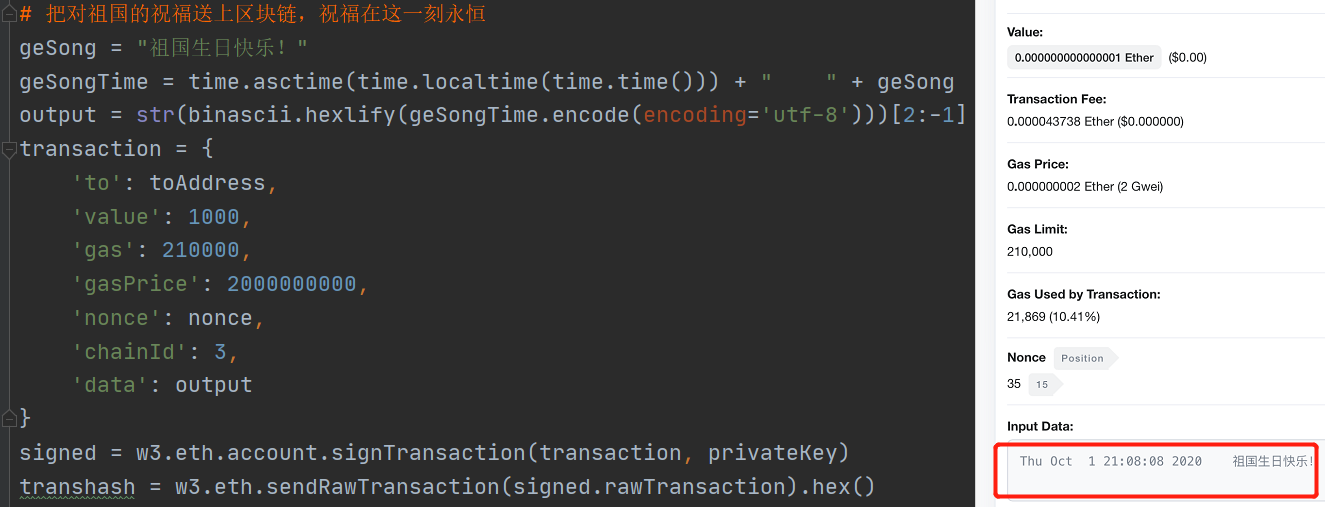 # 把对祖国的祝福送上区块链，祝福在这一刻永恒
geSong = "祖国生日快乐！"
geSongTime = time.asctime(time.localtime(time.time())) + "    " + geSong
output = str(binascii.hexlify(geSongTime.encode(encoding='utf-8')))[2:-1]
transaction = {
    'to': toAddress,
    'value': 1000,
    'gas': 210000,
    'gasPrice': 2000000000,
    'nonce': nonce,
    'chainId': 3,
    'data': output
}
signed = w3.eth.account.signTransaction(transaction, privateKey)
transhash = w3.eth.sendRawTransaction(signed.rawTransaction).hex()
Value:
0.000000000000001 Ether ($0.00)
Transaction Fee:
0.000043738 Ether ($0.000000)
Gas Price:
0.000000002 Ether (2 Gwei)
Gas Limit:
210,000
Gas Used by Transaction:
21,869 (10.41%)
Nonce Position
35 15
Input Data:
Thu Oct  1 21:08:08 2020    祖国生日快乐!